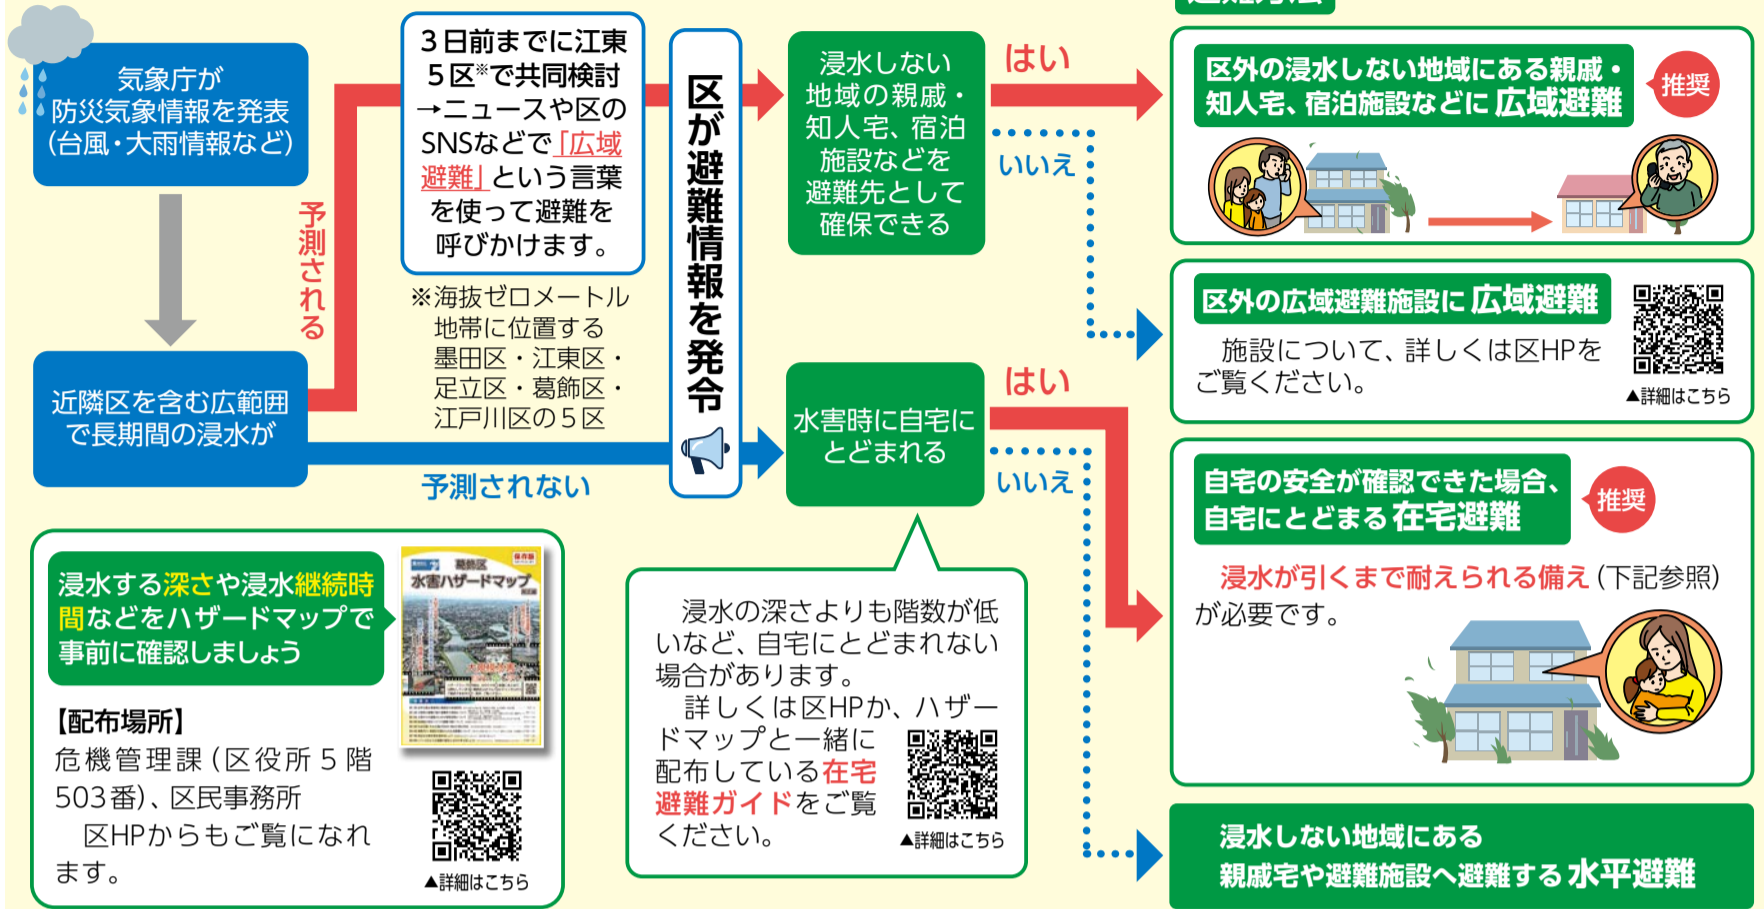 気象庁が
防災気象情報を発表
(台風・大雨情報など)
近隣区を含む広範囲
で長期間の浸水が
予測される
予測されない
3日前までに江東
5区※で共同検討
→ニュースや区の
SNSなどで「広域
避難」という言葉
を使って避難を
呼びかけます。
※海抜ゼロメートル
地帯に位置する
墨田区・江東区・
足立区・葛飾区・
江戸川区の5区
区が避難情報を発令
浸水しない
地域の親戚・
知人宅、宿泊
施設などを
避難先として
確保できる
はい
いいえ
水害時に自宅に
とどまれる
はい
いいえ
区外の浸水しない地域にある親戚・
知人宅、宿泊施設などに 広域避難
推奨
区外の広域避難施設に 広域避難
施設について、詳しくは区HPを
ご覧ください。
▲詳細はこちら
自宅の安全が確認できた場合、
自宅にとどまる 在宅避難
推奨
浸水が引くまで耐えられる備え(下記参照)
が必要です。
浸水しない地域にある
親戚宅や避難施設へ避難する 水平避難
浸水の深さよりも階数が低
いなど、自宅にとどまれない
場合があります。
詳しくは区HPか、ハザー
ドマップと一緒に
配布している在宅
避難ガイドをご覧
ください。
▲詳細はこちら
浸水する深さや浸水継続時
間などをハザードマップで
事前に確認しましょう
保存版
葛飾区
水害ハザードマップ
【配布場所】
危機管理課(区役所5階
503番)、区民事務所
区HPからもご覧になれ
ます。
▲詳細はこちら